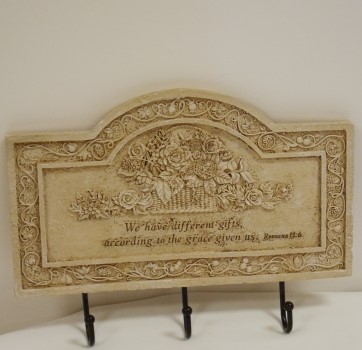 We have different gifts,
according to the grace given us. Romans 12:6